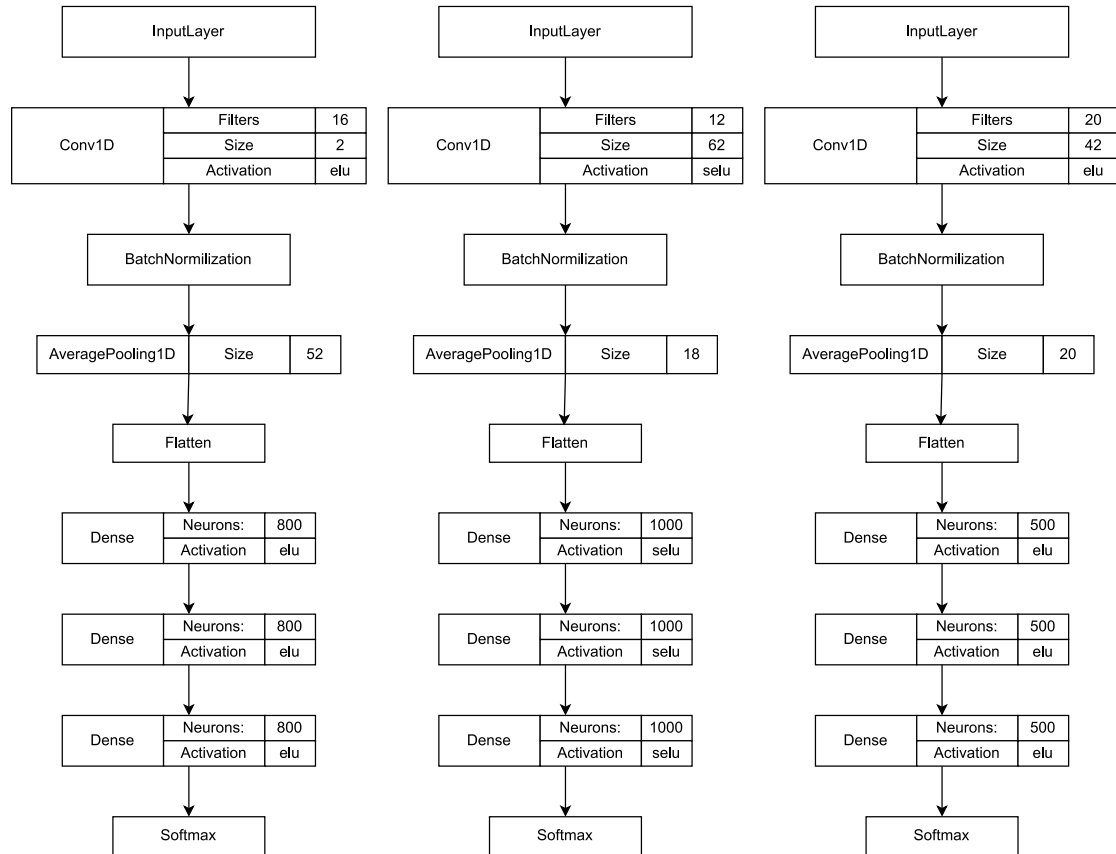 InputLayer
Conv1D
Filters 16
Size 2
Activation elu
BatchNormilization
AveragePooling1D Size 52
Flatten
Dense
Neurons: 800
Activation elu
Dense
Neurons: 800
Activation elu
Dense
Neurons: 800
Activation elu
Softmax
InputLayer
Conv1D
Filters 12
Size 62
Activation selu
BatchNormilization
AveragePooling1D Size 18
Flatten
Dense
Neurons: 1000
Activation selu
Dense
Neurons: 1000
Activation selu
Dense
Neurons: 1000
Activation selu
Softmax
InputLayer
Conv1D
Filters 20
Size 42
Activation elu
BatchNormilization
AveragePooling1D Size 20
Flatten
Dense
Neurons: 500
Activation elu
Dense
Neurons: 500
Activation elu
Dense
Neurons: 500
Activation elu
Softmax